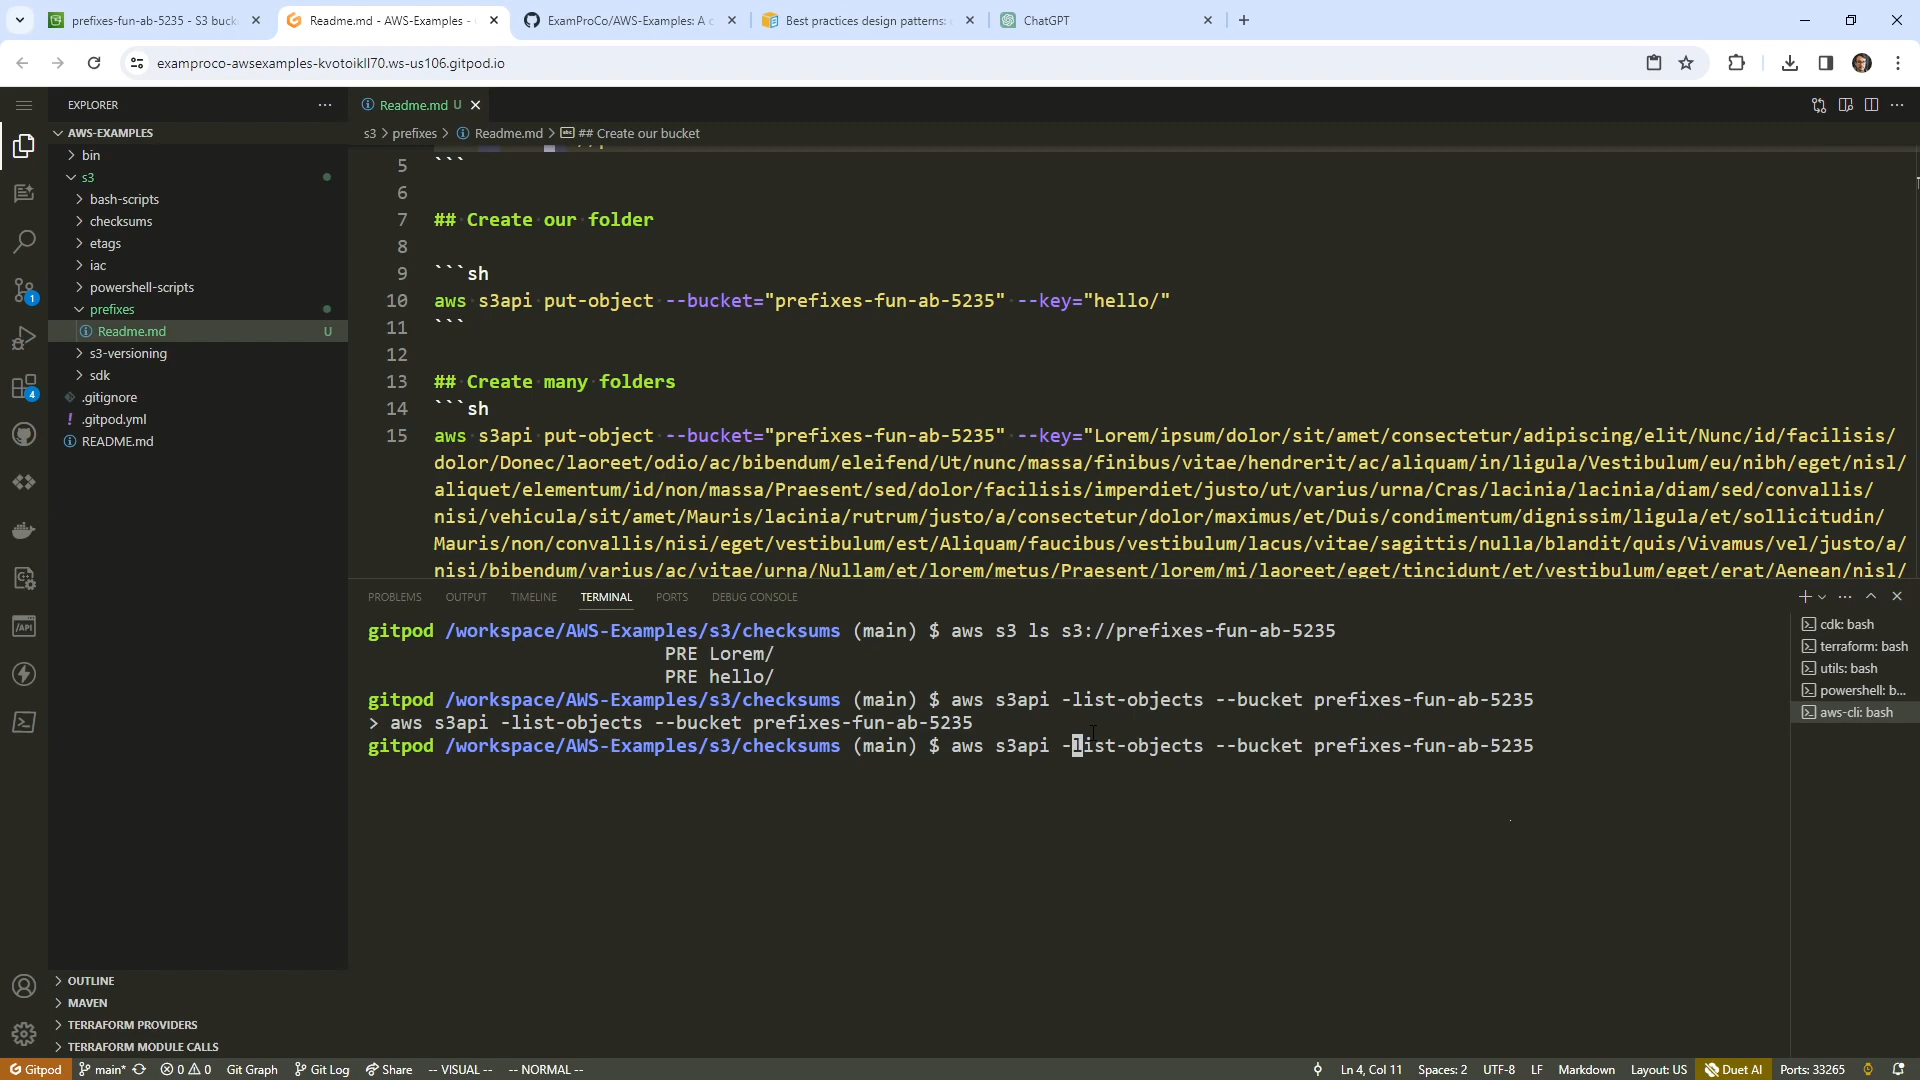 prefixes-fun-ab-5235 - S3 buck
Readme.md - AWS-Examples -
ExamProCo/AWS-Examples: A c
Best practices design patterns:
ChatGPT
examproco-awsexamples-kvotoikll70.ws-us106.gitpod.io
EXPLORER
AWS-EXAMPLES
bin
s3
bash-scripts
checksums
etags
iac
powershell-scripts
prefixes
Readme.md U
s3-versioning
sdk
.gitignore
.gitpod.yml
README.md
OUTLINE
MAVEN
TERRAFORM PROVIDERS
TERRAFORM MODULE CALLS
1
4
Readme.md U
s3 > prefixes > Readme.md > ## Create our bucket
5 ```
6
7 ## Create our folder
8
9 ```sh
10 aws s3api put-object --bucket="prefixes-fun-ab-5235" --key="hello/"
11 ```
12
13 ## Create many folders
14 ```sh
15 aws s3api put-object --bucket="prefixes-fun-ab-5235" --key="Lorem/ipsum/dolor/sit/amet/consectetur/adipiscing/elit/Nunc/id/facilisis/
dolor/Donec/laoreet/odio/ac/bibendum/eleifend/Ut/nunc/massa/finibus/vitae/hendrerit/ac/aliquam/in/ligula/Vestibulum/eu/nibh/eget/nisl/
aliquet/elementum/id/non/massa/Praesent/sed/dolor/facilisis/imperdiet/justo/ut/varius/urna/Cras/lacinia/lacinia/diam/sed/convallis/
nisi/vehicula/sit/amet/Mauris/lacinia/rutrum/justo/a/consectetur/dolor/maximus/et/Duis/condimentum/dignissim/ligula/et/sollicitudin/
Mauris/non/convallis/nisi/eget/vestibulum/est/Aliquam/faucibus/vestibulum/lacus/vitae/sagittis/nulla/blandit/quis/Vivamus/vel/justo/a/
nisi/bibendum/varius/ac/vitae/urna/Nullam/et/lorem/metus/Praesent/lorem/mi/laoreet/eget/tincidunt/et/vestibulum/eget/erat/Aenean/nisl/
PROBLEMS OUTPUT TIMELINE TERMINAL PORTS DEBUG CONSOLE
gitpod /workspace/AWS-Examples/s3/checksums (main) $ aws s3 ls s3://prefixes-fun-ab-5235
PRE Lorem/
PRE hello/
gitpod /workspace/AWS-Examples/s3/checksums (main) $ aws s3api -list-objects --bucket prefixes-fun-ab-5235
> aws s3api -list-objects --bucket prefixes-fun-ab-5235
gitpod /workspace/AWS-Examples/s3/checksums (main) $ aws s3api -list-objects --bucket prefixes-fun-ab-5235
cdk: bash
terraform: bash
utils: bash
powershell: b...
aws-cli: bash
Gitpod main* 0 0 Git Graph Git Log Share -- VISUAL -- -- NORMAL -- Ln 4, Col 11 Spaces: 2 UTF-8 LF Markdown Layout: US Duet AI Ports: 33265